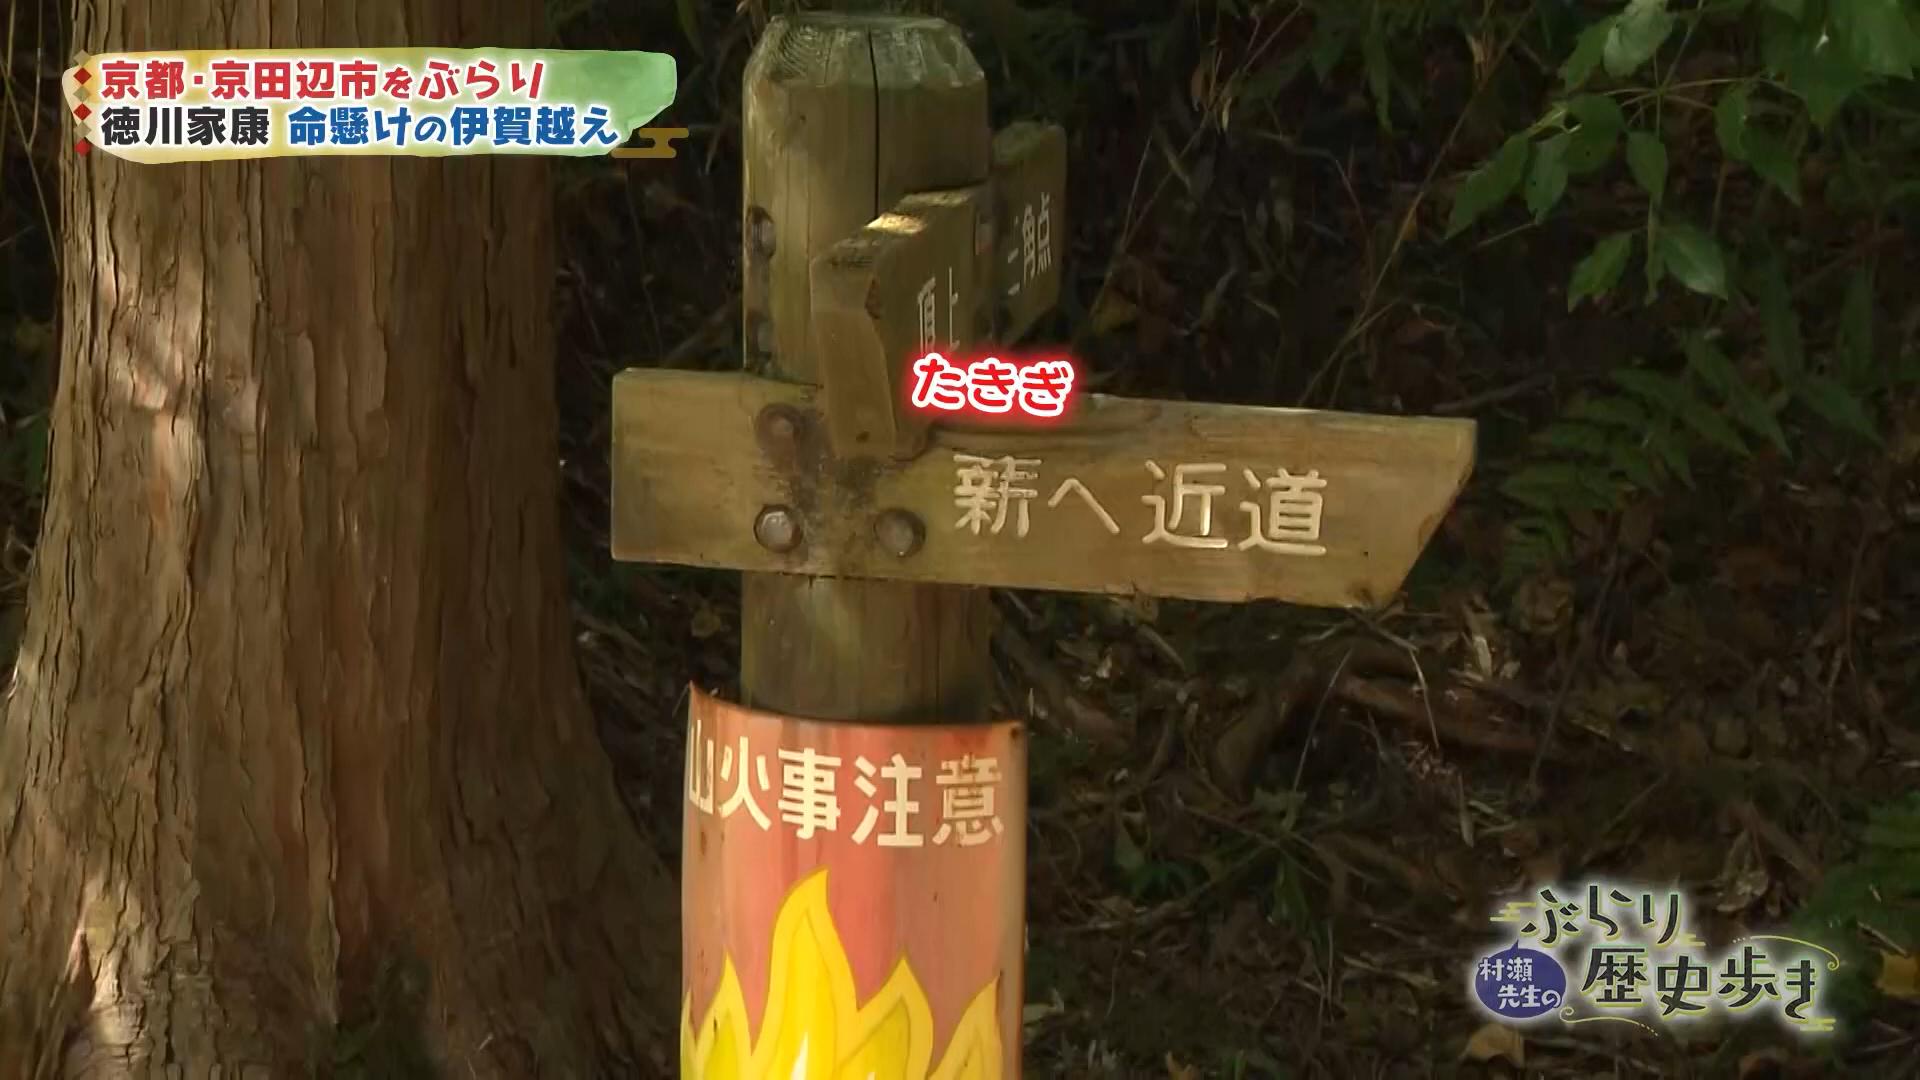 京都・京田辺市をぶらり
徳川家康 命懸けの伊賀越え
三角点
頂上
たきぎ
薪へ近道
山火事注意
村瀬先生の
ぶらり
歴史歩き